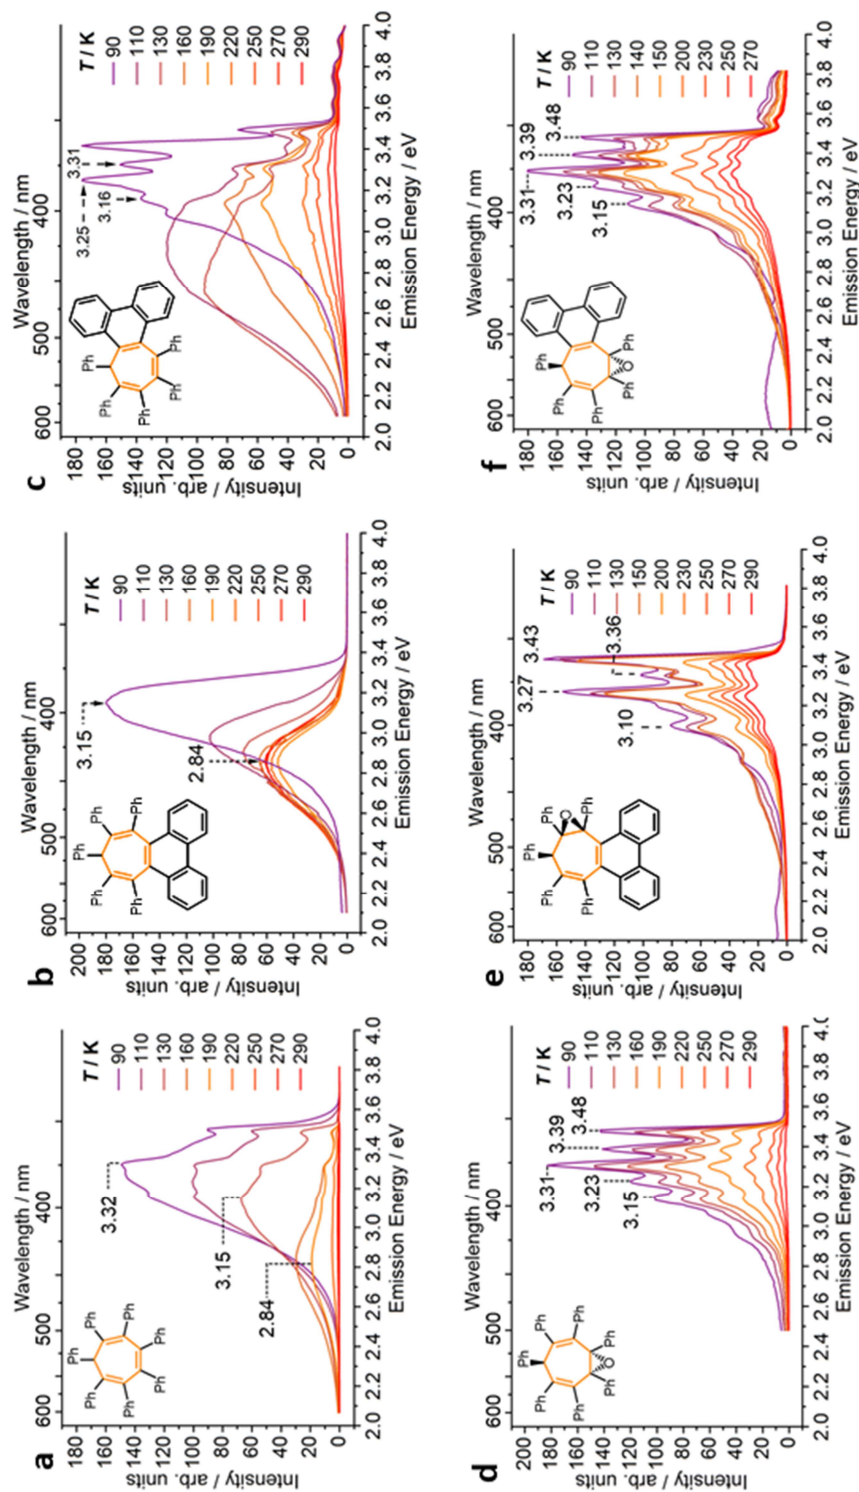 a
Wavelength / nm
600 500 400
Intensity / arb. units
180
160
140
120
100
80
60
40
20
0
Ph
Ph Ph
Ph Ph
Ph Ph
3.32
3.15
2.84
T / K
90
110
130
160
190
220
250
270
290
2.0 2.2 2.4 2.6 2.8 3.0 3.2 3.4 3.6 3.8 4.0
Emission Energy / eV
b
Wavelength / nm
600 500 400
Intensity / arb. units
200
180
160
140
120
100
80
60
40
20
0
Ph
Ph Ph
Ph Ph
3.15
2.84
T / K
90
110
130
160
190
220
250
270
290
2.0 2.2 2.4 2.6 2.8 3.0 3.2 3.4 3.6 3.8 4.0
Emission Energy / eV
c
Wavelength / nm
600 500 400
Intensity / arb. units
180
160
140
120
100
80
60
40
20
0
Ph
Ph
Ph Ph
Ph
3.25
3.16
3.31
T / K
90
110
130
160
190
220
250
270
290
2.0 2.2 2.4 2.6 2.8 3.0 3.2 3.4 3.6 3.8 4.0
Emission Energy / eV
d
Wavelength / nm
600 500 400
Intensity / arb. units
200
180
160
140
120
100
80
60
40
20
0
Ph
Ph Ph
Ph Ph
Ph O Ph
3.39
3.31
3.48
3.23
3.15
T / K
90
110
130
160
190
220
250
270
290
2.0 2.2 2.4 2.6 2.8 3.0 3.2 3.4 3.6 3.8 4.0
Emission Energy / eV
e
Wavelength / nm
600 500 400
Intensity / arb. units
180
160
140
120
100
80
60
40
20
0
Ph
Ph Ph
O
Ph Ph
3.43
3.27
3.36
3.10
T / K
90
110
130
150
200
230
250
270
290
2.0 2.2 2.4 2.6 2.8 3.0 3.2 3.4 3.6 3.8 4.0
Emission Energy / eV
f
Wavelength / nm
600 500 400
Intensity / arb. units
180
160
140
120
100
80
60
40
20
0
Ph
Ph
Ph Ph
Ph O
3.39
3.31
3.48
3.23
3.15
T / K
90
110
130
140
150
200
230
250
270
2.0 2.2 2.4 2.6 2.8 3.0 3.2 3.4 3.6 3.8 4.0
Emission Energy / eV